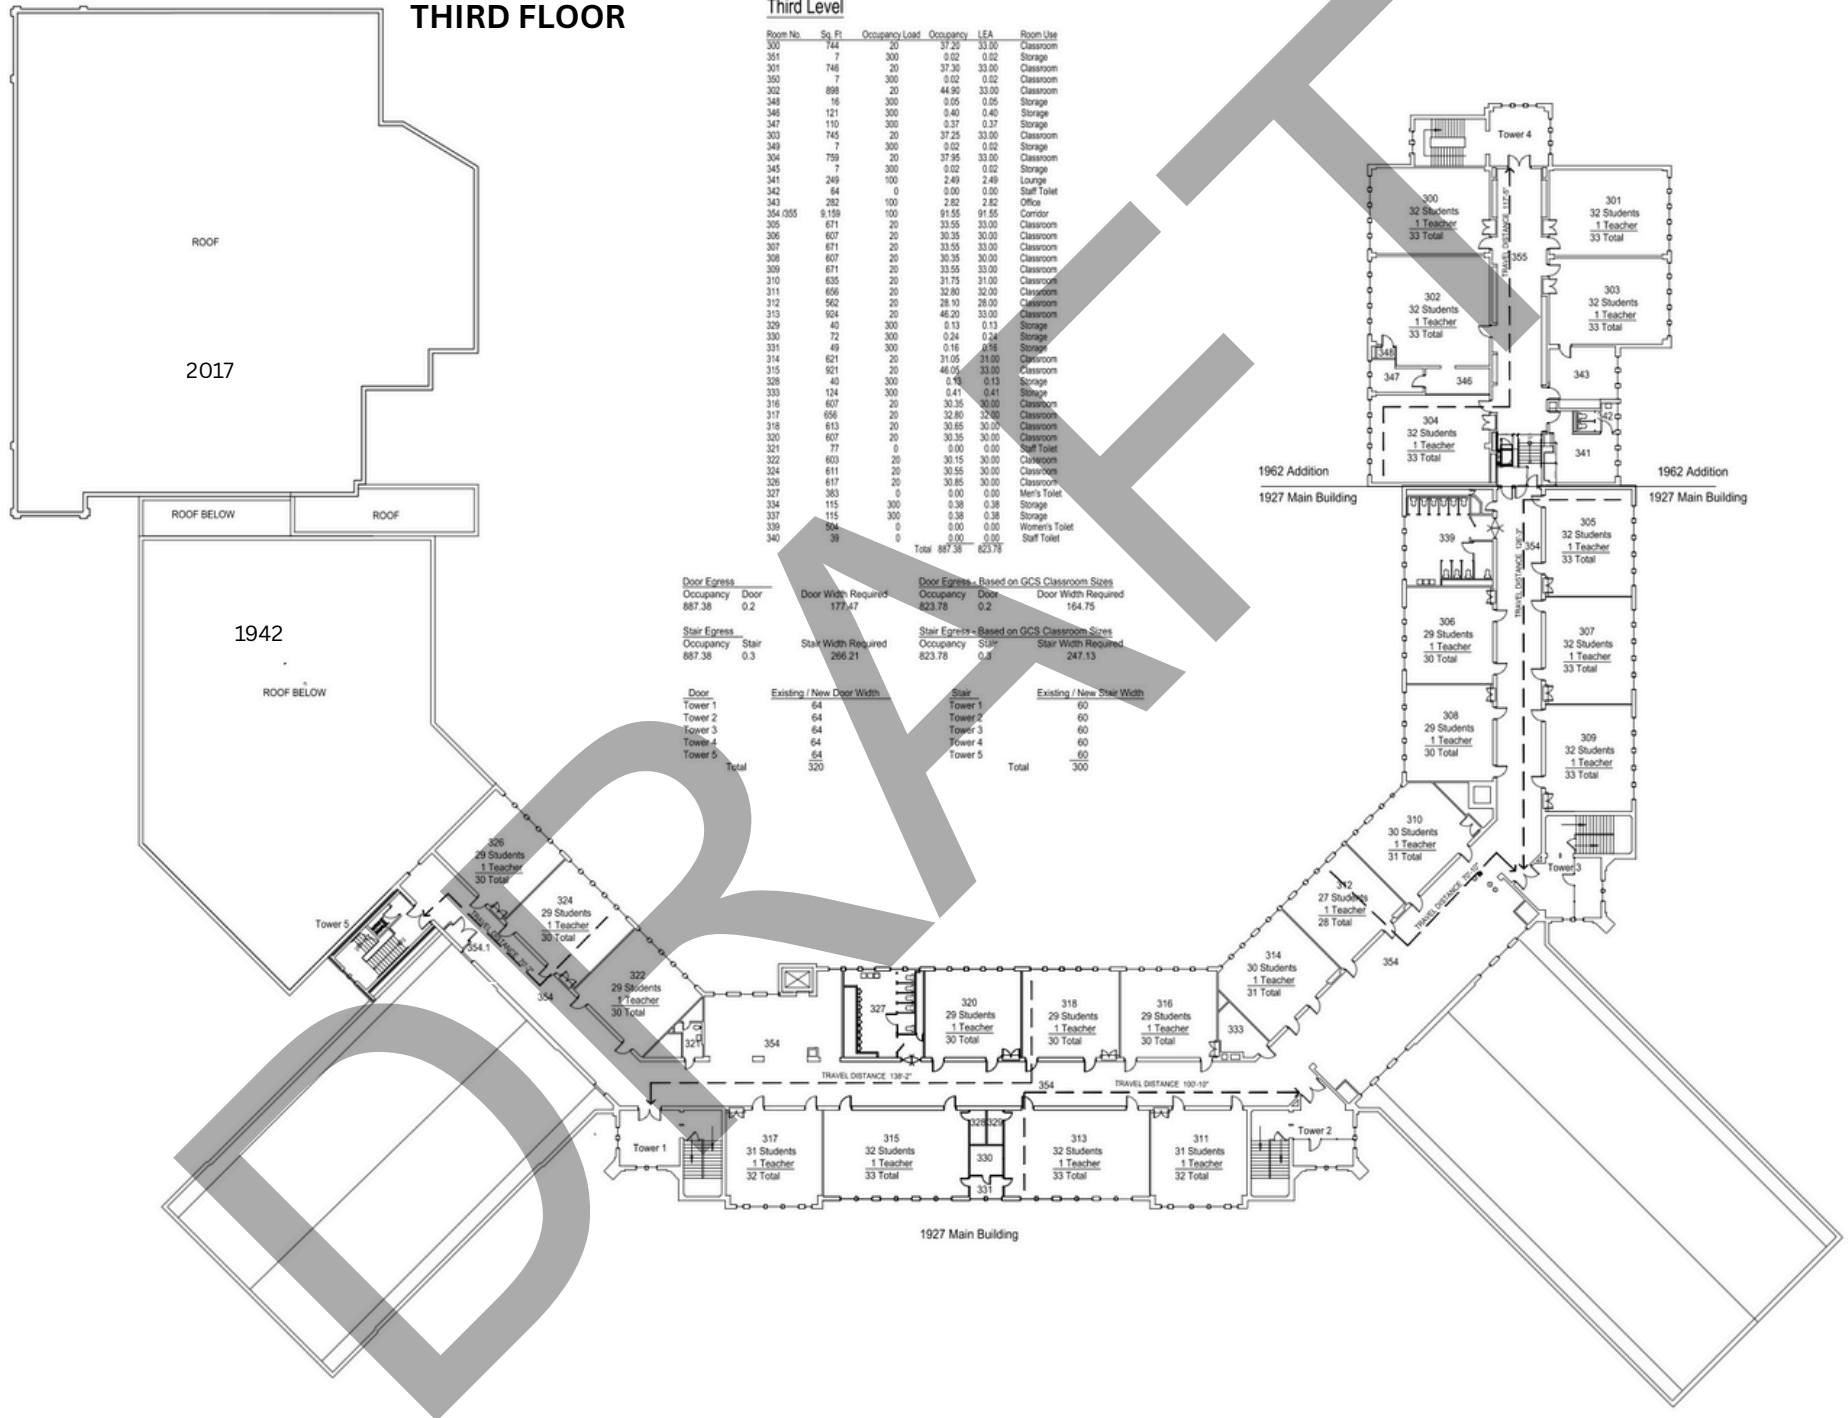 THIRD FLOOR
Third Level
Room No. Sq. Ft Occupancy Load Occupancy LEA Room Use
300 744 20 37.20 33.00 Classroom
351 7 300 0.02 0.02 Storage
301 746 20 37.30 33.00 Classroom
350 7 300 0.02 0.02 Classroom
302 898 20 44.90 33.00 Classroom
348 16 300 0.05 0.05 Storage
346 121 300 0.40 0.40 Storage
347 110 300 0.37 0.37 Storage
303 745 20 37.25 33.00 Classroom
349 7 300 0.02 0.02 Storage
304 759 20 37.95 33.00 Classroom
345 7 300 0.02 0.02 Storage
341 249 100 2.49 2.49 Lounge
342 64 0 0.00 0.00 Staff Toilet
343 282 100 2.82 2.82 Office
354 /355 9,159 100 91.55 91.55 Corridor
305 671 20 33.55 33.00 Classroom
306 607 20 30.35 30.00 Classroom
307 671 20 33.55 33.00 Classroom
308 607 20 30.35 30.00 Classroom
309 671 20 33.55 33.00 Classroom
310 635 20 31.75 31.00 Classroom
311 656 20 32.80 32.00 Classroom
312 562 20 28.10 28.00 Classroom
313 924 20 46.20 33.00 Classroom
329 40 300 0.13 0.13 Storage
330 72 300 0.24 0.24 Storage
331 49 300 0.16 0.16 Storage
314 621 20 31.05 31.00 Classroom
315 921 20 46.05 33.00 Classroom
328 40 300 0.13 0.13 Storage
333 124 300 0.41 0.41 Storage
316 607 20 30.35 30.00 Classroom
317 656 20 32.80 32.00 Classroom
318 613 20 30.65 30.00 Classroom
320 607 20 30.35 30.00 Classroom
321 77 0 0.00 0.00 Staff Toilet
322 603 20 30.15 30.00 Classroom
324 611 20 30.55 30.00 Classroom
326 617 20 30.85 30.00 Classroom
327 383 0 0.00 0.00 Men's Toilet
334 115 300 0.38 0.38 Storage
337 115 300 0.38 0.38 Storage
339 504 0 0.00 0.00 Women's Toilet
340 39 0 0.00 0.00 Staff Toilet
Total 887.38 823.78
Door Egress
Occupancy Door Door Width Required
887.38 0.2 177.47
Door Egress - Based on GCS Classroom Sizes
Occupancy Door Door Width Required
823.78 0.2 164.75
Stair Egress
Occupancy Stair Stair Width Required
887.38 0.3 266.21
Stair Egress - Based on GCS Classroom Sizes
Occupancy Stair Stair Width Required
823.78 0.3 247.13
Door Existing / New Door Width
Tower 1 64
Tower 2 64
Tower 3 64
Tower 4 64
Tower 5 64
Total 320
Stair Existing / New Stair Width
Tower 1 60
Tower 2 60
Tower 3 60
Tower 4 60
Tower 5 60
Total 300
DRAFT
ROOF
2017
ROOF BELOW
ROOF
1942
ROOF BELOW
Tower 4
300
32 Students
1 Teacher
33 Total
301
32 Students
1 Teacher
33 Total
TRAVEL DISTANCE 117'-5"
355
302
32 Students
1 Teacher
33 Total
303
32 Students
1 Teacher
33 Total
348
347
346
343
342
304
32 Students
1 Teacher
33 Total
341
1962 Addition
1927 Main Building
1962 Addition
1927 Main Building
339
305
32 Students
1 Teacher
33 Total
354
TRAVEL DISTANCE 126'-3"
306
29 Students
1 Teacher
30 Total
307
32 Students
1 Teacher
33 Total
308
29 Students
1 Teacher
30 Total
309
32 Students
1 Teacher
33 Total
310
30 Students
1 Teacher
31 Total
Tower 3
312
27 Students
1 Teacher
28 Total
TRAVEL DISTANCE 70'-10"
354
314
30 Students
1 Teacher
31 Total
326
29 Students
1 Teacher
30 Total
324
29 Students
1 Teacher
30 Total
Tower 5
354.1
TRAVEL DISTANCE
354
322
29 Students
1 Teacher
30 Total
321
354
327
320
29 Students
1 Teacher
30 Total
318
29 Students
1 Teacher
30 Total
316
29 Students
1 Teacher
30 Total
333
TRAVEL DISTANCE 138'-2"
354
TRAVEL DISTANCE 100'-10"
Tower 1
317
31 Students
1 Teacher
32 Total
315
32 Students
1 Teacher
33 Total
328
329
330
331
313
32 Students
1 Teacher
33 Total
311
31 Students
1 Teacher
32 Total
Tower 2
1927 Main Building